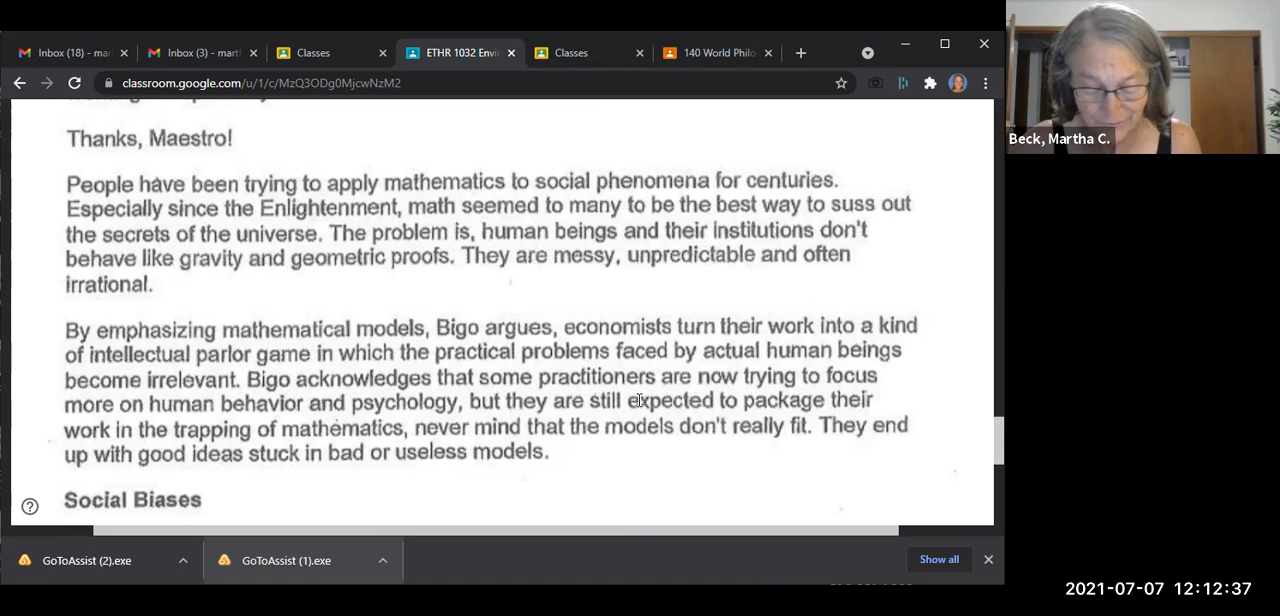 Inbox (18) - mar
Inbox (3) - mart
Classes
ETHR 1032 Envi
Classes
140 World Philo
classroom.google.com/u/1/c/MzQ3ODg0MjcwNzM2
Beck, Martha C.
Thanks, Maestro!
People have been trying to apply mathematics to social phenomena for centuries.
Especially since the Enlightenment, math seemed to many to be the best way to suss out
the secrets of the universe. The problem is, human beings and their institutions don't
behave like gravity and geometric proofs. They are messy, unpredictable and often
irrational.
By emphasizing mathematical models, Bigo argues, economists turn their work into a kind
of intellectual parlor game in which the practical problems faced by actual human beings
become irrelevant. Bigo acknowledges that some practitioners are now trying to focus
more on human behavior and psychology, but they are still expected to package their
work in the trapping of mathematics, never mind that the models don't really fit. They end
up with good ideas stuck in bad or useless models.
Social Biases
GoToAssist (2).exe
GoToAssist (1).exe
Show all
2021-07-07 12:12:37